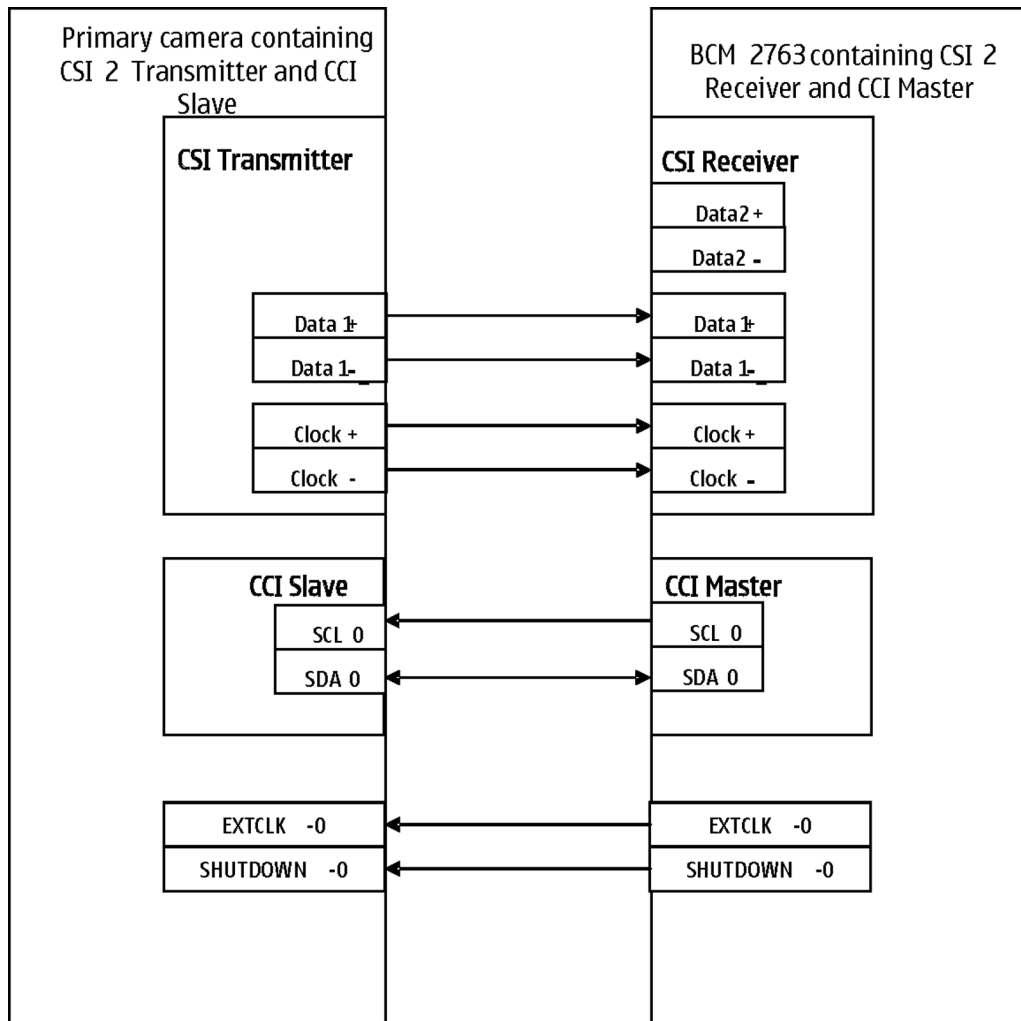 Primary camera containing
CSI 2 Transmitter and CCI
Slave
CSI Transmitter
Data 1+
Data 1-
Clock +
Clock -
CCI Slave
SCL 0
SDA 0
EXTCLK -0
SHUTDOWN -0
BCM 2763 containing CSI 2
Receiver and CCI Master
CSI Receiver
Data2 +
Data2 -
Data 1+
Data 1-
Clock +
Clock -
CCI Master
SCL 0
SDA 0
EXTCLK -0
SHUTDOWN -0